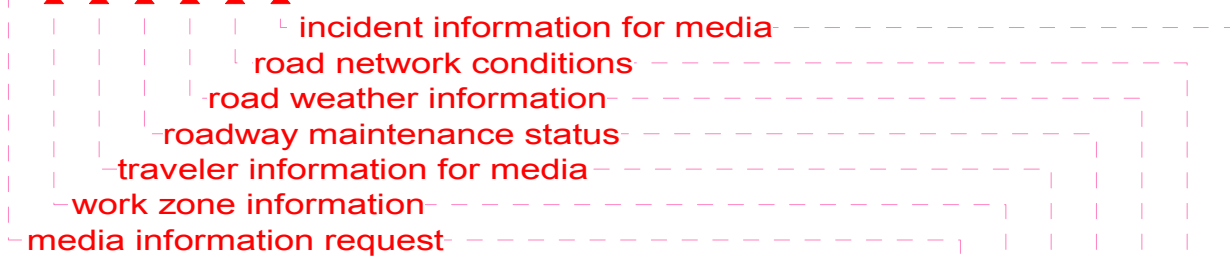 incident information for media
road network conditions
road weather information
roadway maintenance status
traveler information for media
work zone information
media information request